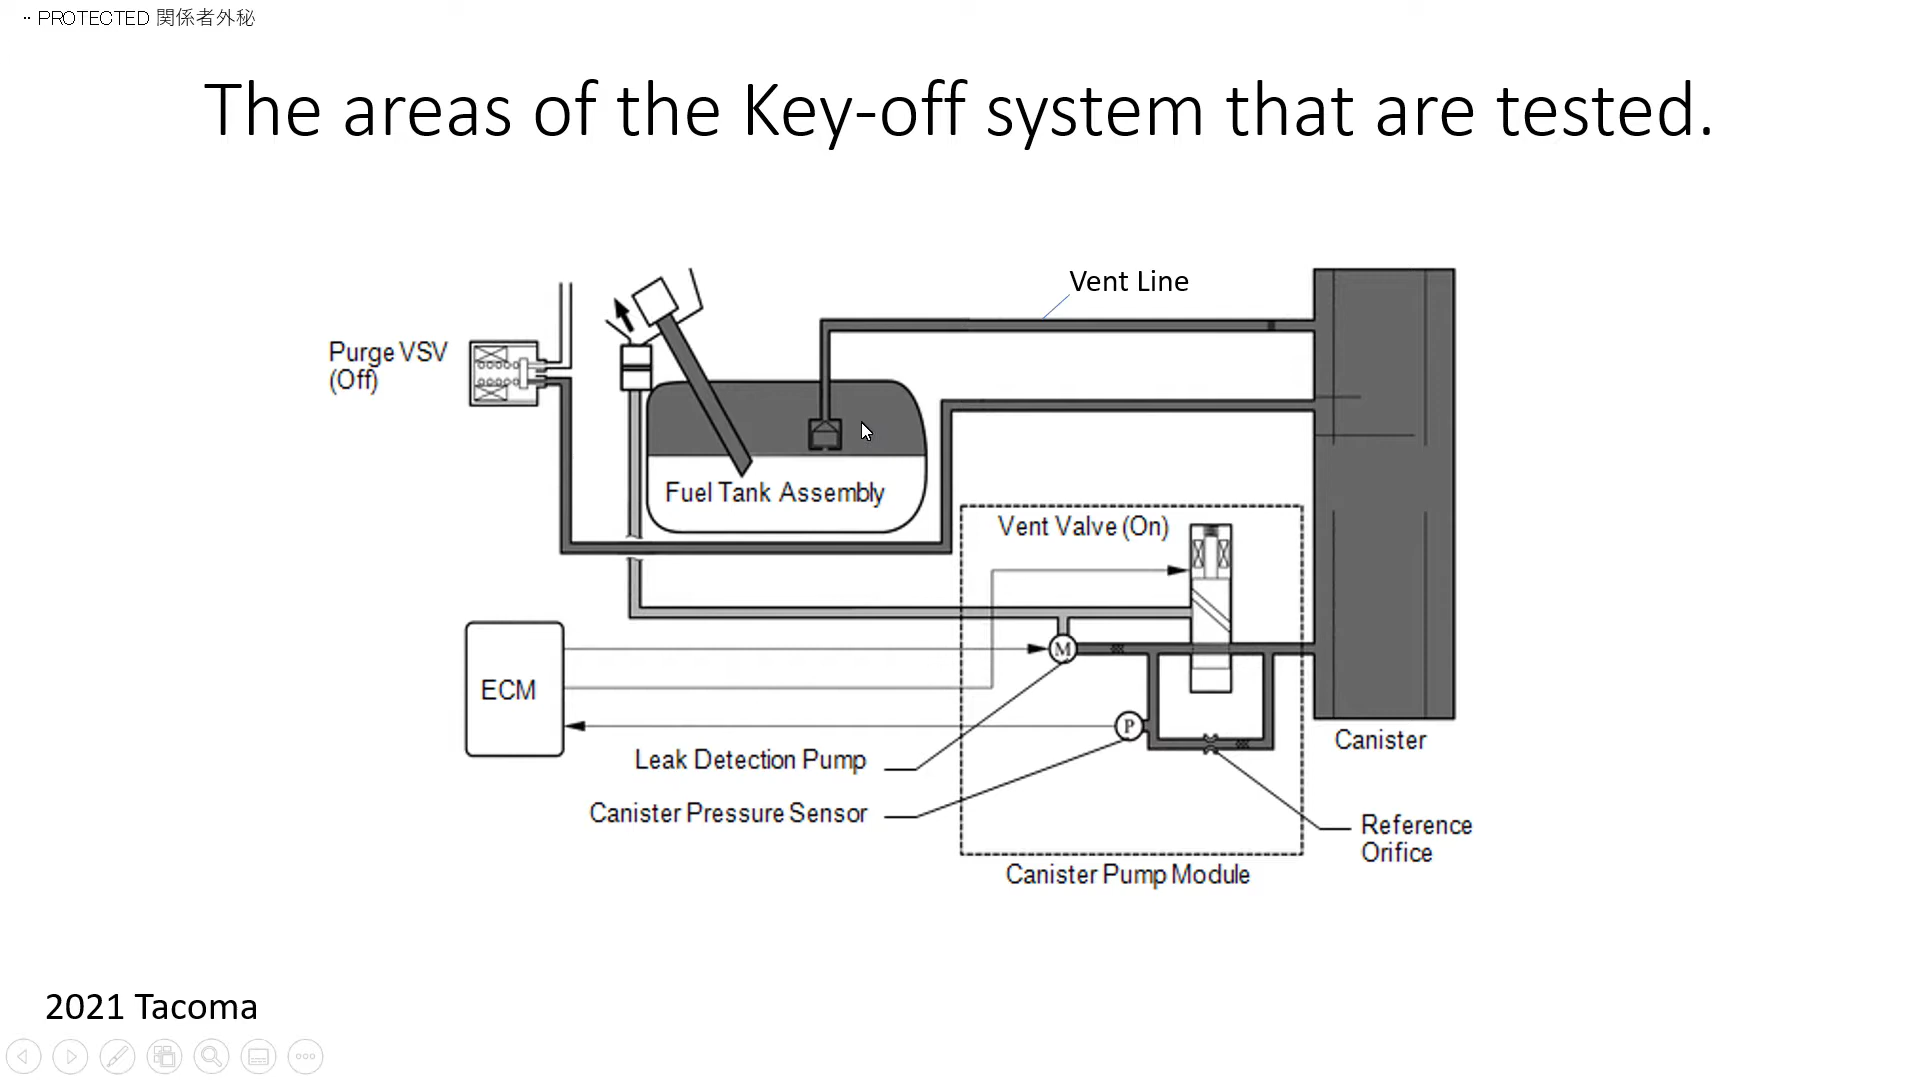 ·· PROTECTED 関係者外秘
The areas of the Key-off system that are tested.
Vent Line
Purge VSV
(Off)
Fuel Tank Assembly
Vent Valve (On)
M
ECM
P
Leak Detection Pump
Canister
Canister Pressure Sensor
Reference
Orifice
Canister Pump Module
2021 Tacoma